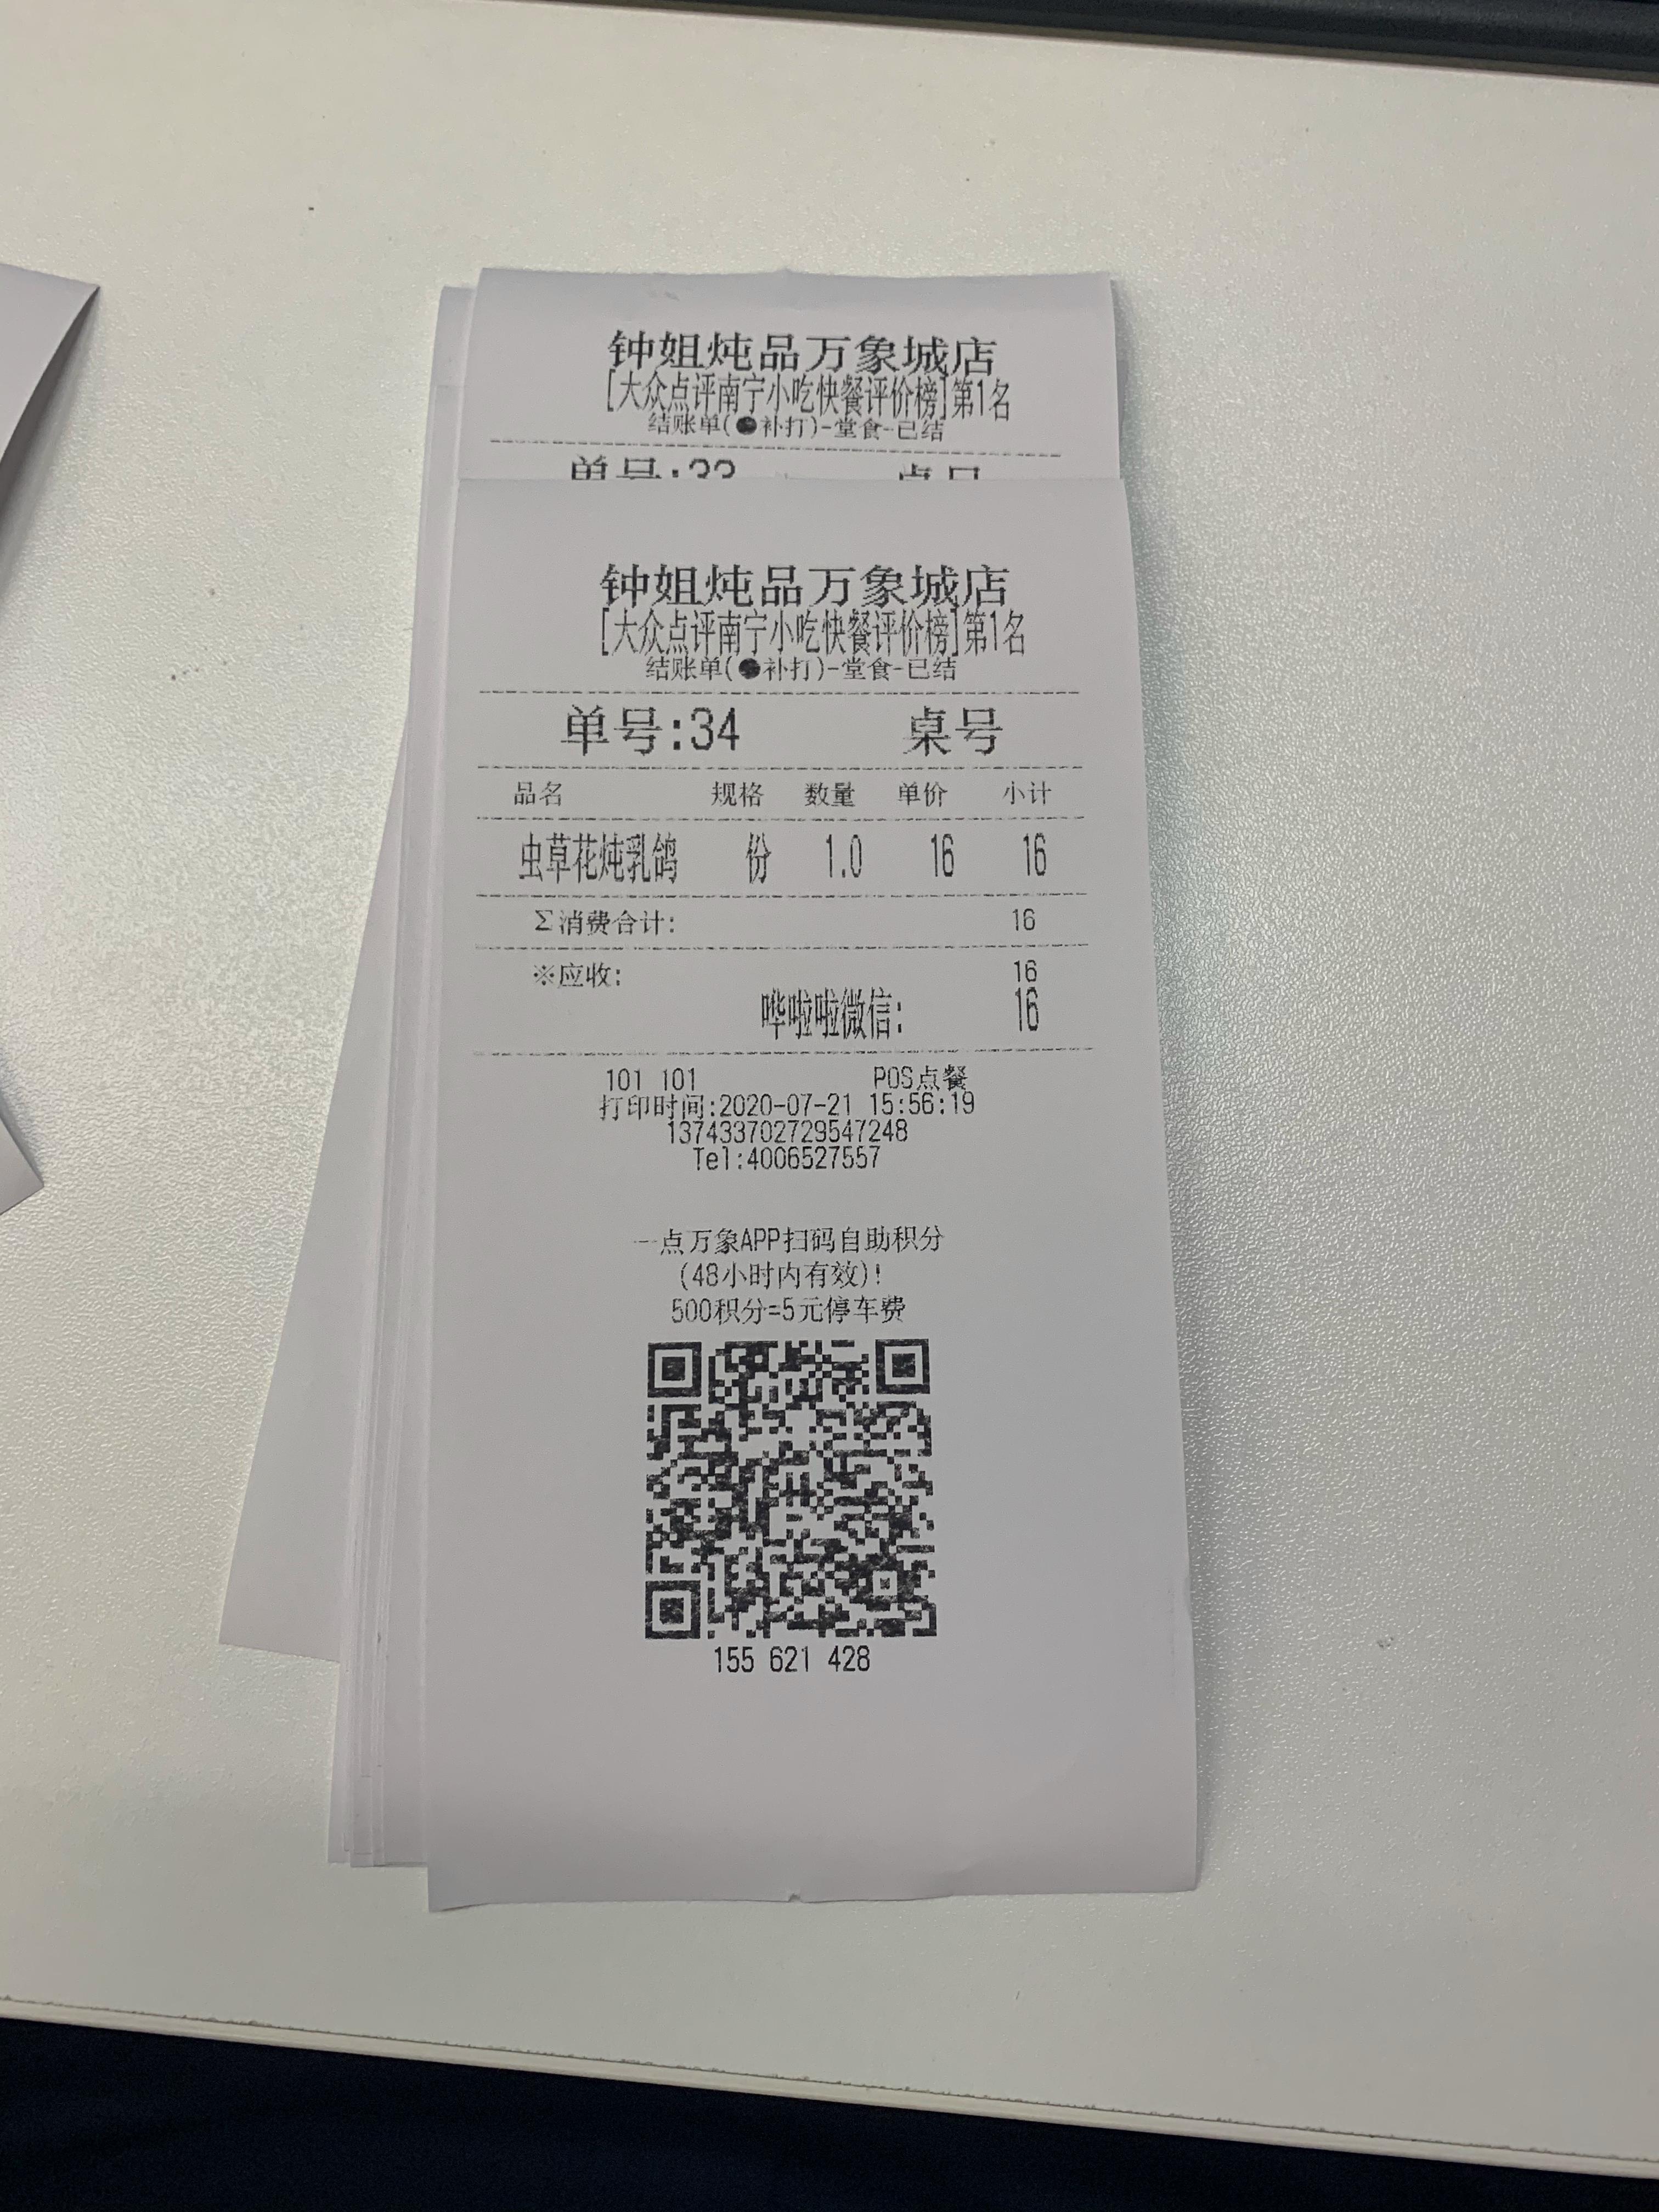 钟姐炖品万象城店
[大众点评南宁小吃快餐评价榜]第1名
结账单(●补打)-堂食-已结
单号:33 桌号
钟姐炖品万象城店
[大众点评南宁小吃快餐评价榜]第1名
结账单(●补打)-堂食-已结
单号:34 桌号
品名 规格 数量 单价 小计
虫草花炖乳鸽 份 1.0 16 16
Σ消费合计: 16
※应收: 16
哗啦啦微信: 16
101 101 POS点餐
打印时间:2020-07-21 15:56:19
137433702729547248
Tel:4006527557
一点万象APP扫码自助积分
(48小时内有效)!
500积分=5元停车费
155 621 428